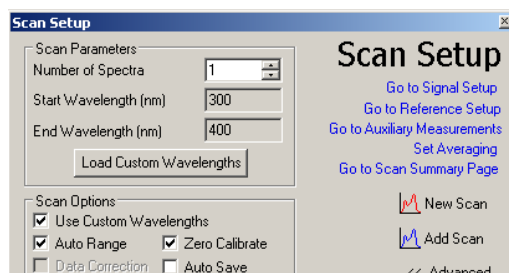 Scan Setup
Scan Parameters
Number of Spectra 1
Start Wavelength (nm) 300
End Wavelength (nm) 400
Load Custom Wavelengths
Scan Options
Use Custom Wavelengths
Auto Range Zero Calibrate
Data Correction Auto Save
Scan Setup
Go to Signal Setup
Go to Reference Setup
Go to Auxiliary Measurements
Set Averaging
Go to Scan Summary Page
New Scan
Add Scan
<< Advanced